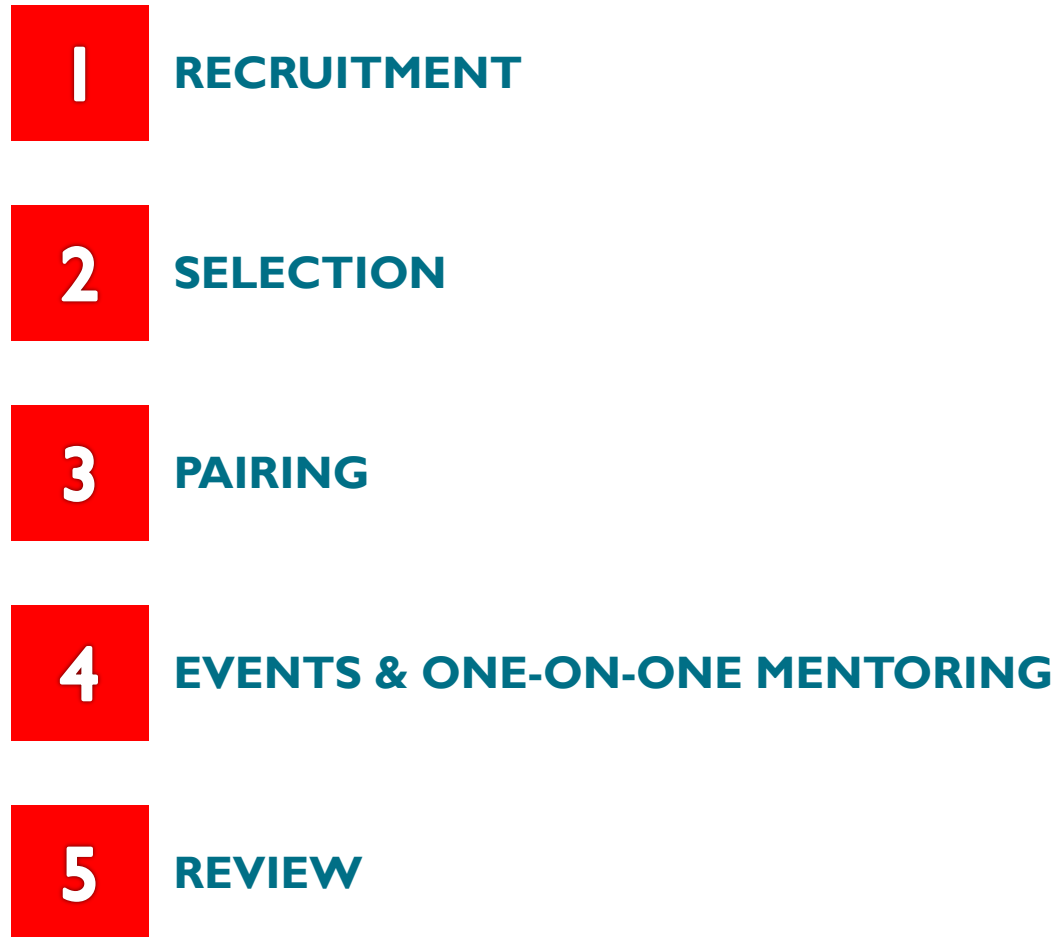 1 RECRUITMENT
2 SELECTION
3 PAIRING
4 EVENTS & ONE-ON-ONE MENTORING
5 REVIEW